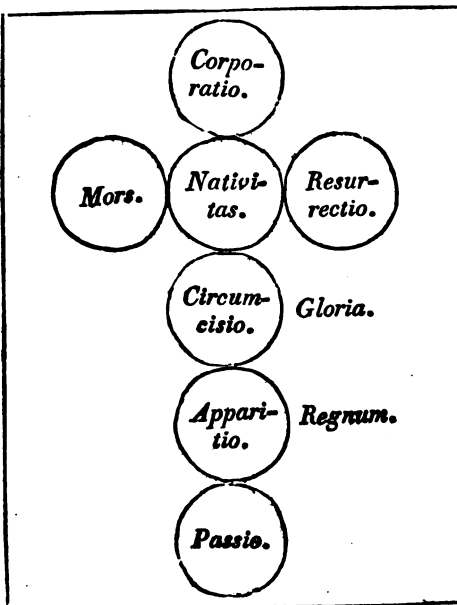 Corpo-
ratio.
Mors.
Nativi-
tas.
Resur-
rectio.
Circum-
cisio.
Gloria.
Appari-
tio.
Regnum.
Passio.